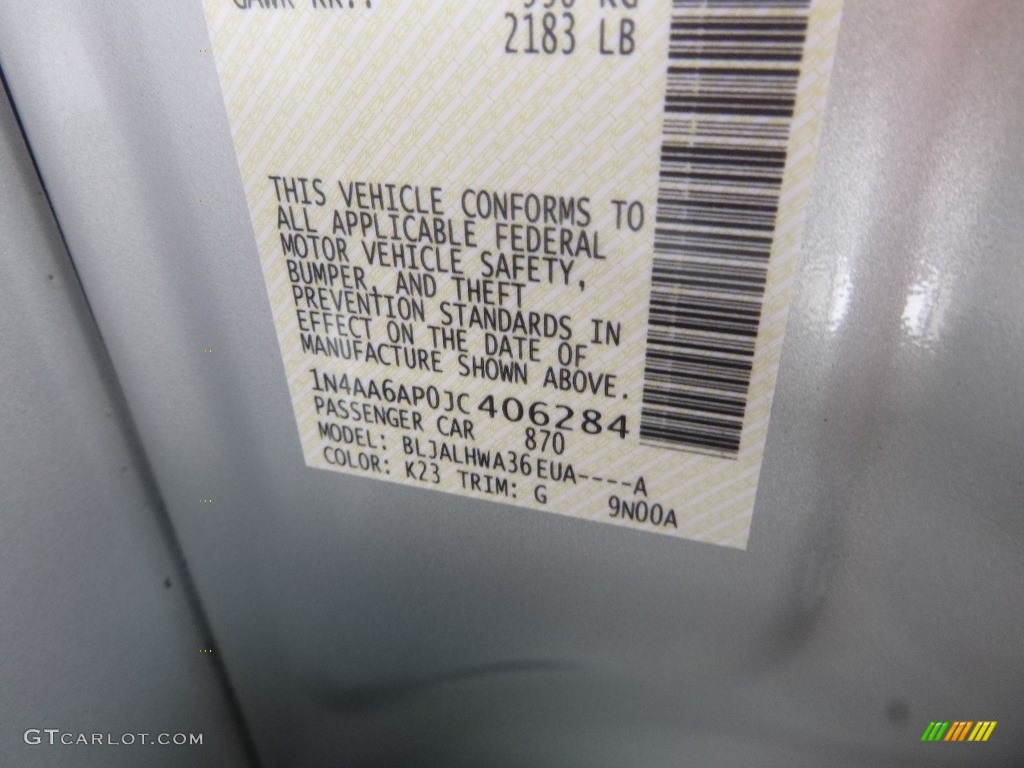 2183 LB
THIS VEHICLE CONFORMS TO
ALL APPLICABLE FEDERAL
MOTOR VEHICLE SAFETY,
BUMPER, AND THEFT
PREVENTION STANDARDS IN
EFFECT ON THE DATE OF
MANUFACTURE SHOWN ABOVE.
1N4AA6AP0JC406284
PASSENGER CAR 870
MODEL: BLJALHWA36EUA----A
COLOR: K23 TRIM: G 9N00A
GTCARLOT.COM